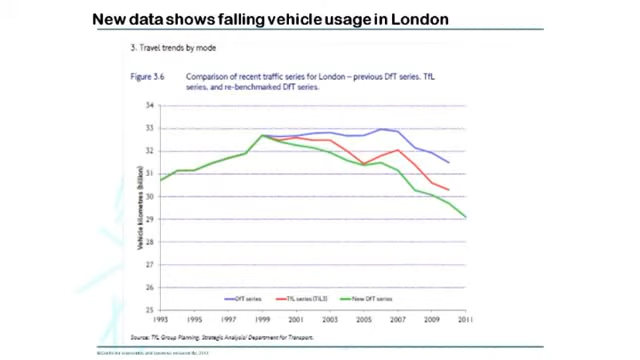 New data shows falling vehicle usage in London
3. Travel trends by mode
Figure 3.6
Comparison of recent traffic series for London – previous DfT series, TfL
series, and re-benchmarked DfT series.
34
33
32
31
30
29
28
27
26
25
Vehicle kilometres (billion)
1993
1995
1997
1999
2001
2003
2005
2007
2009
2011
DfT series
TfL series (TiL3)
New DfT series
Source: TfL Group Planning, Strategic Analysis/ Department for Transport.